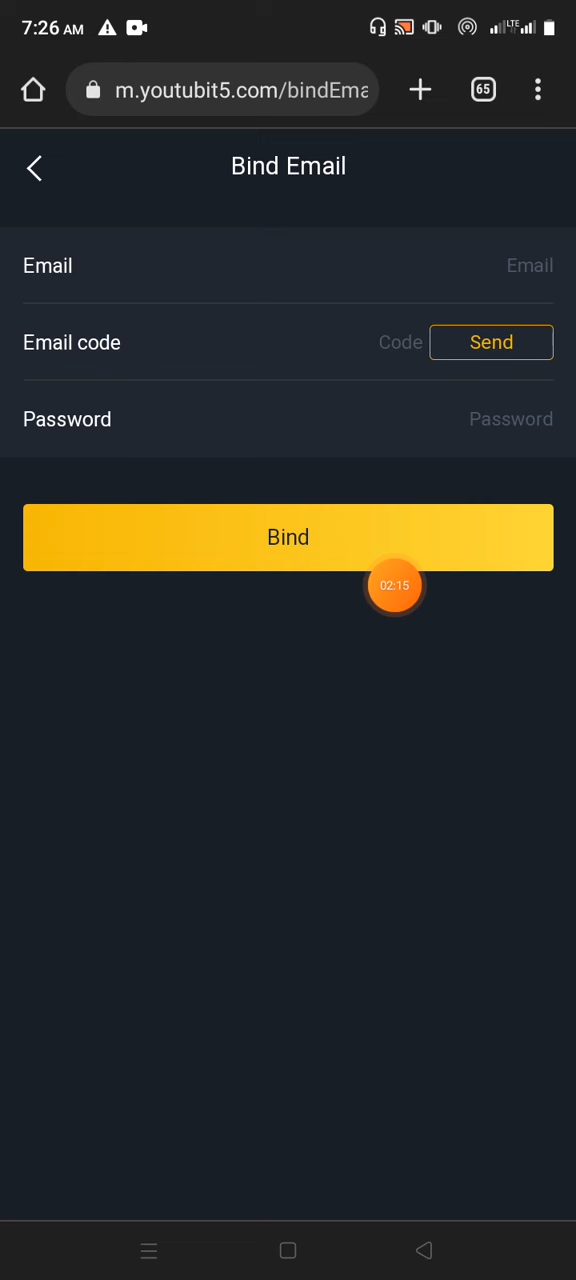 7:26 AM
LTE
m.youtubit5.com/bindEma
65
Bind Email
Email
Email
Email code
Code
Send
Password
Password
Bind
02:15